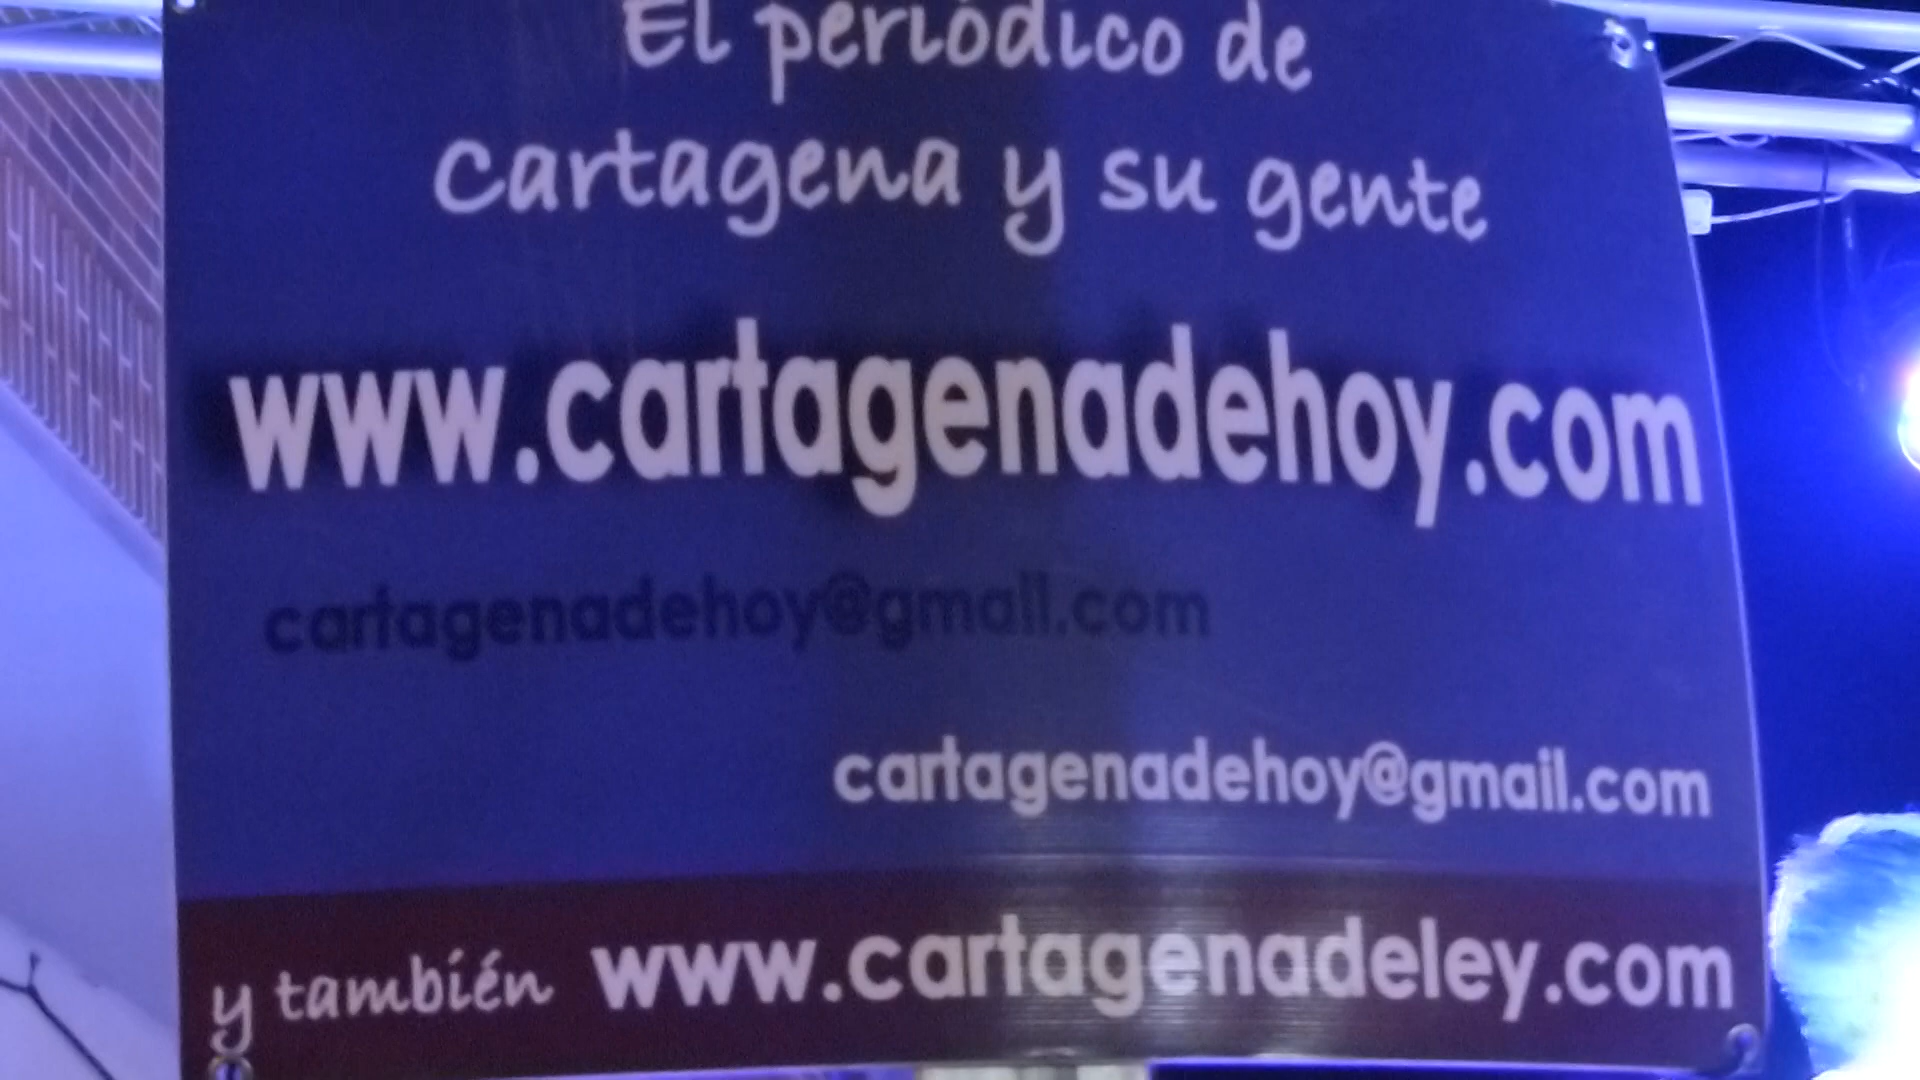 El periódico de
Cartagena y su gente
www.cartagenadehoy.com
cartagenadehoy@gmail.com
cartagenadehoy@gmail.com
y también www.cartagenadeley.com